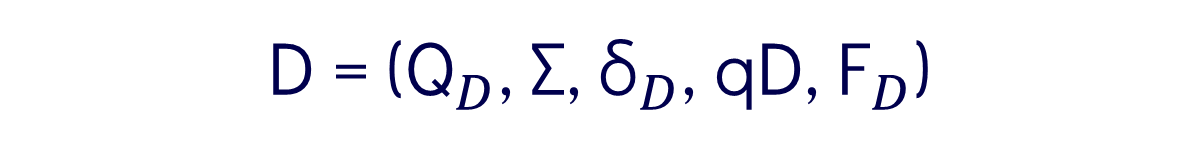 D = (Q_D, Σ, δ_D, qD, F_D)